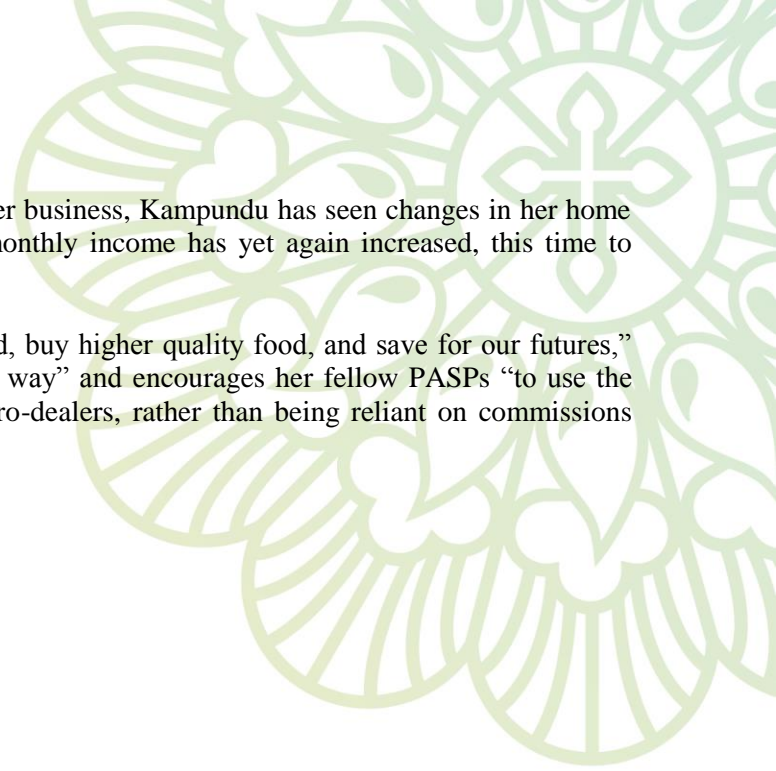 er business, Kampundu has seen changes in her home
onthly income has yet again increased, this time to
d, buy higher quality food, and save for our futures,”
way” and encourages her fellow PASPs “to use the
ro-dealers, rather than being reliant on commissions